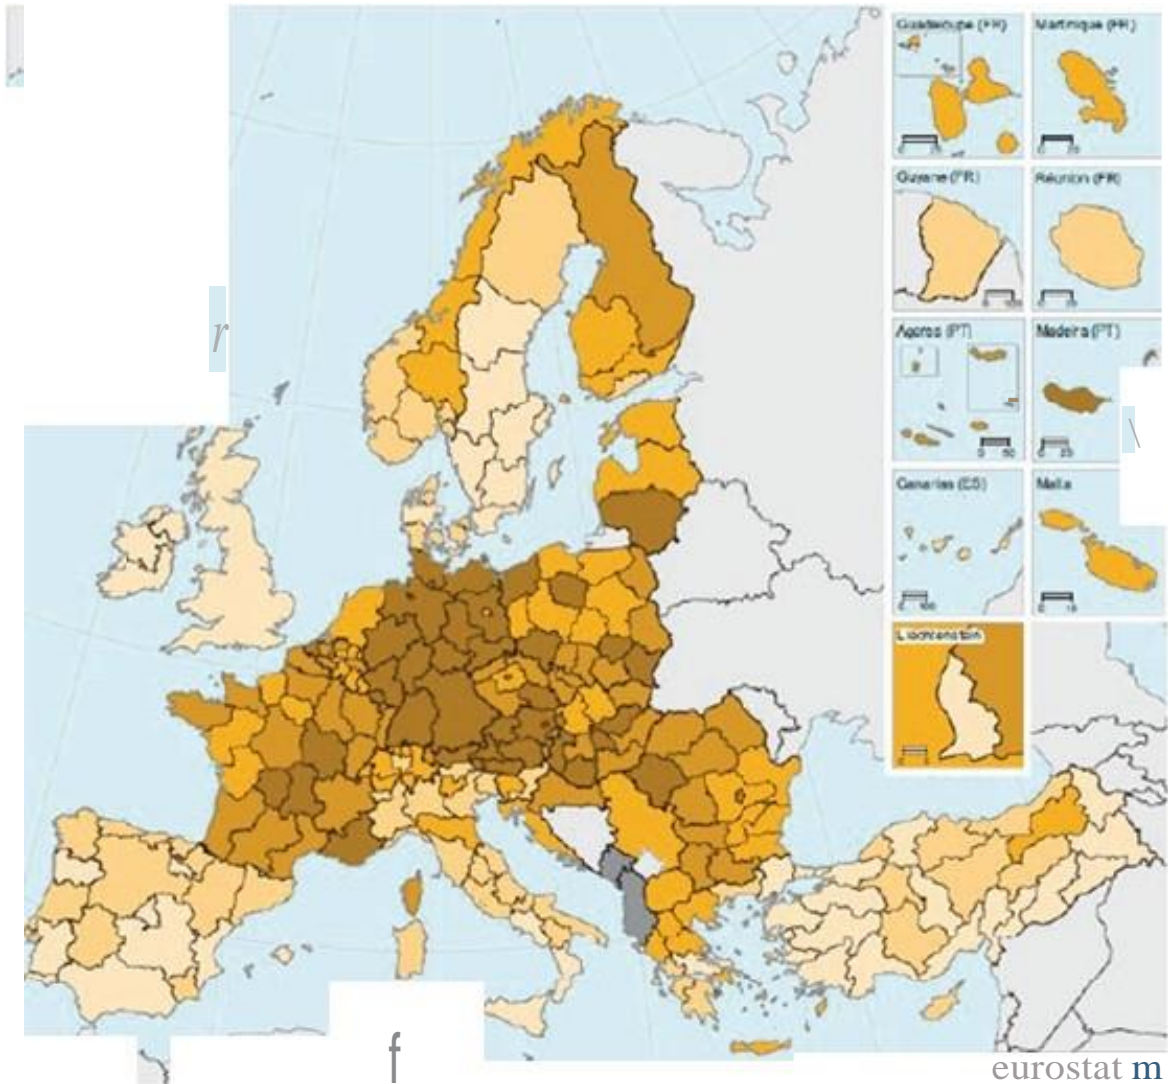 Guadeloupe (FR)
Martinique (FR)
Guyane (FR)
Réunion (FR)
Açores (PT)
Madeira (PT)
Canarias (ES)
Malta
Liechtenstein
r
\
f
eurostat m